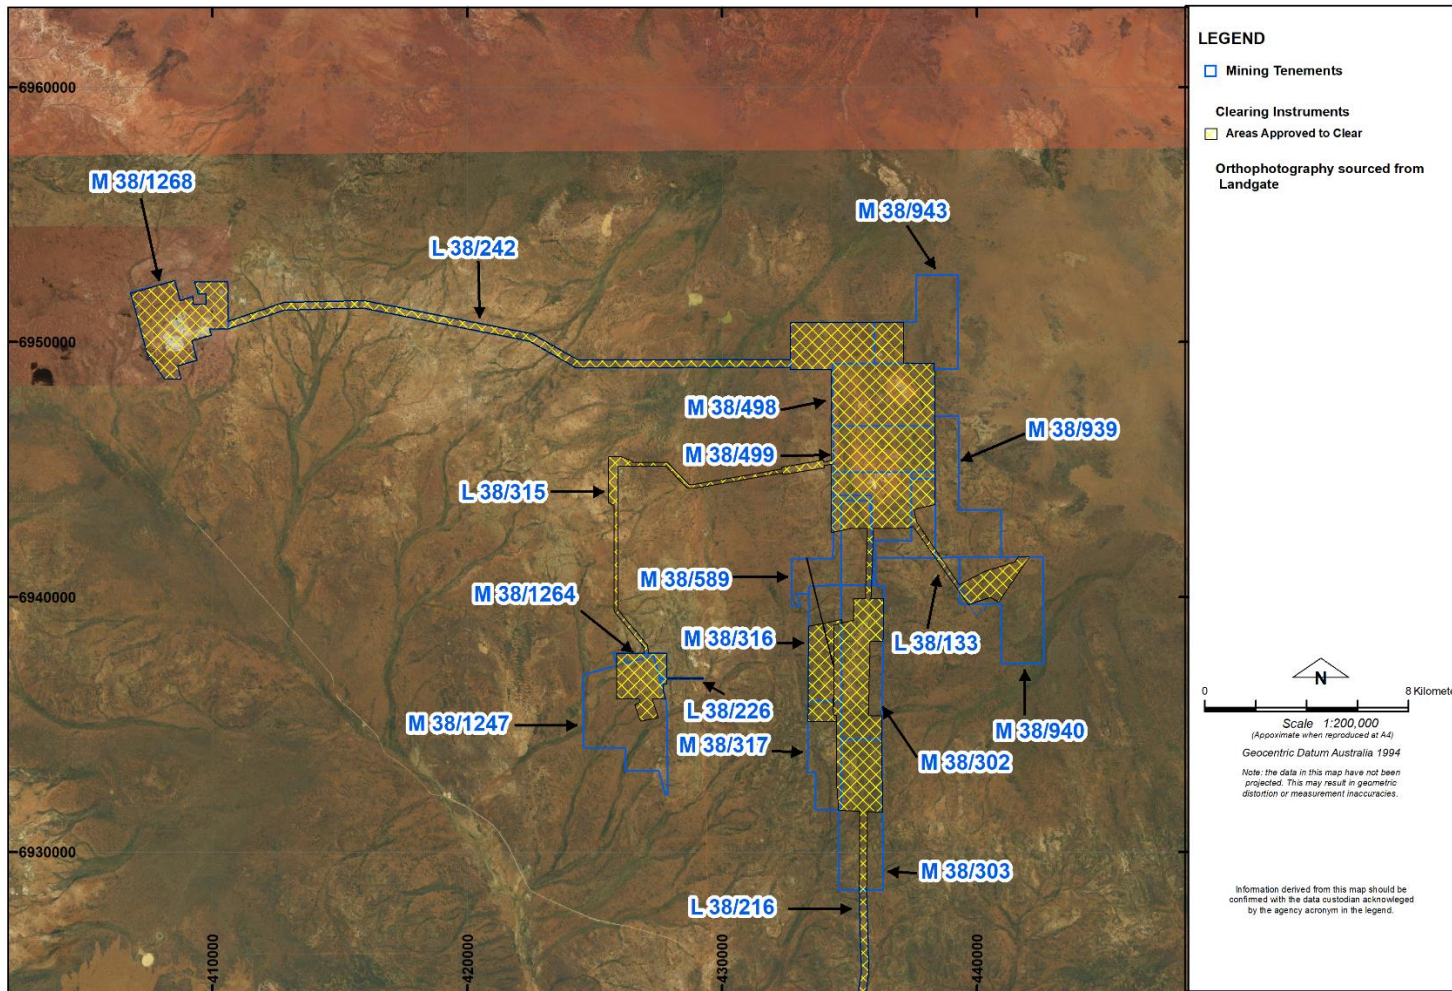 LEGEND
Mining Tenements
Clearing Instruments
Areas Approved to Clear
Orthophotography sourced from
Landgate
6960000
M 38/1268
M 38/943
L 38/242
6950000
M 38/498
M 38/939
M 38/499
L 38/315
M 38/589
M 38/1264
6940000
M 38/316
L 38/133
L 38/226
M 38/1247
M 38/940
M 38/317
M 38/302
6930000
M 38/303
L 38/216
410000
420000
430000
440000
N
0
8 Kilomete
Scale 1:200,000
(Appoximate when reproduced at A4)
Geocentric Datum Australia 1994
Note: the data in this map have not been
projected. This may result in geometric
distortion or measurement inaccuracies.
Information derived from this map should be
confirmed with the data custodian acknowleged
by the agency acronym in the legend.